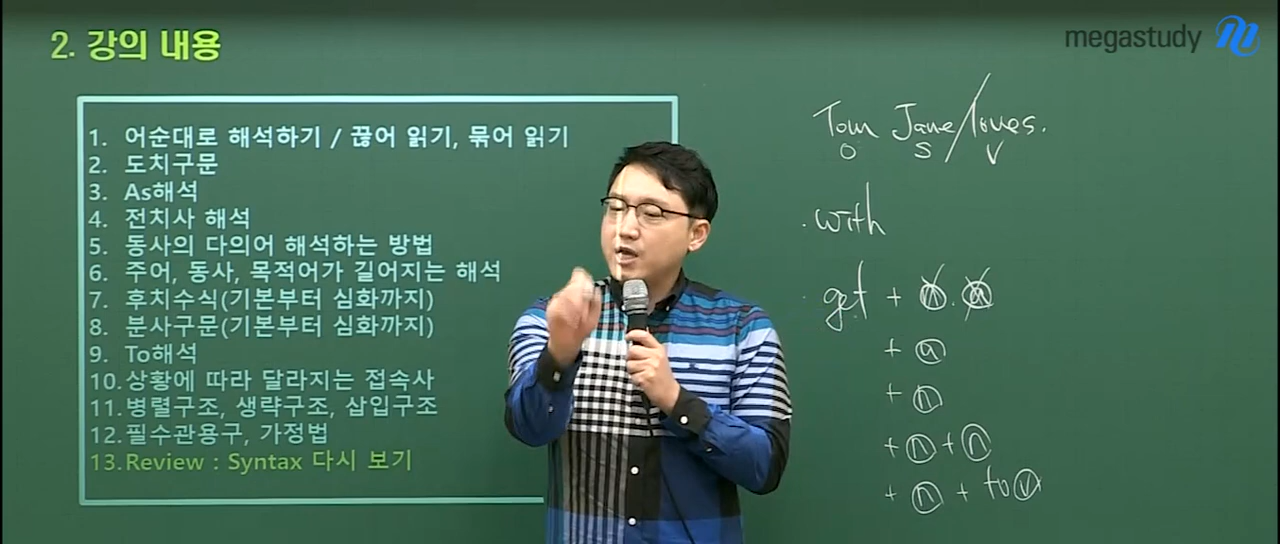 2. 강의 내용
megastudy
1. 어순대로 해석하기 / 끊어 읽기, 묶어 읽기
2. 도치구문
3. As해석
4. 전치사 해석
5. 동사의 다의어 해석하는 방법
6. 주어, 동사, 목적어가 길어지는 해석
7. 후치수식(기본부터 심화까지)
8. 분사구문(기본부터 심화까지)
9. To해석
10. 상황에 따라 달라지는 접속사
11. 병렬구조, 생략구조, 삽입구조
12. 필수관용구, 가정법
13. Review : Syntax 다시 보기
Tom Jane/loves.
O S V
. with
. get + n . a
+ a
+ n
+ n + n
+ n + to v